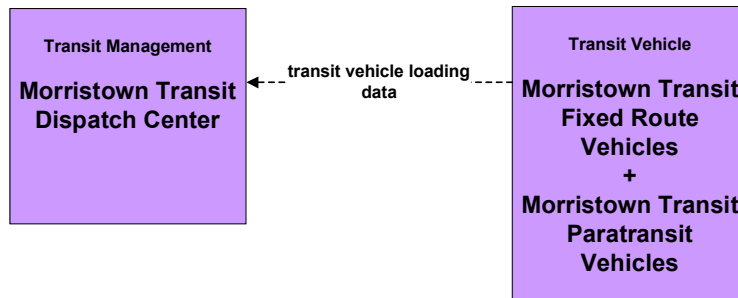 Transit Management
Morristown Transit
Dispatch Center
transit vehicle loading
data
Transit Vehicle
Morristown Transit
Fixed Route
Vehicles
+
Morristown Transit
Paratransit
Vehicles